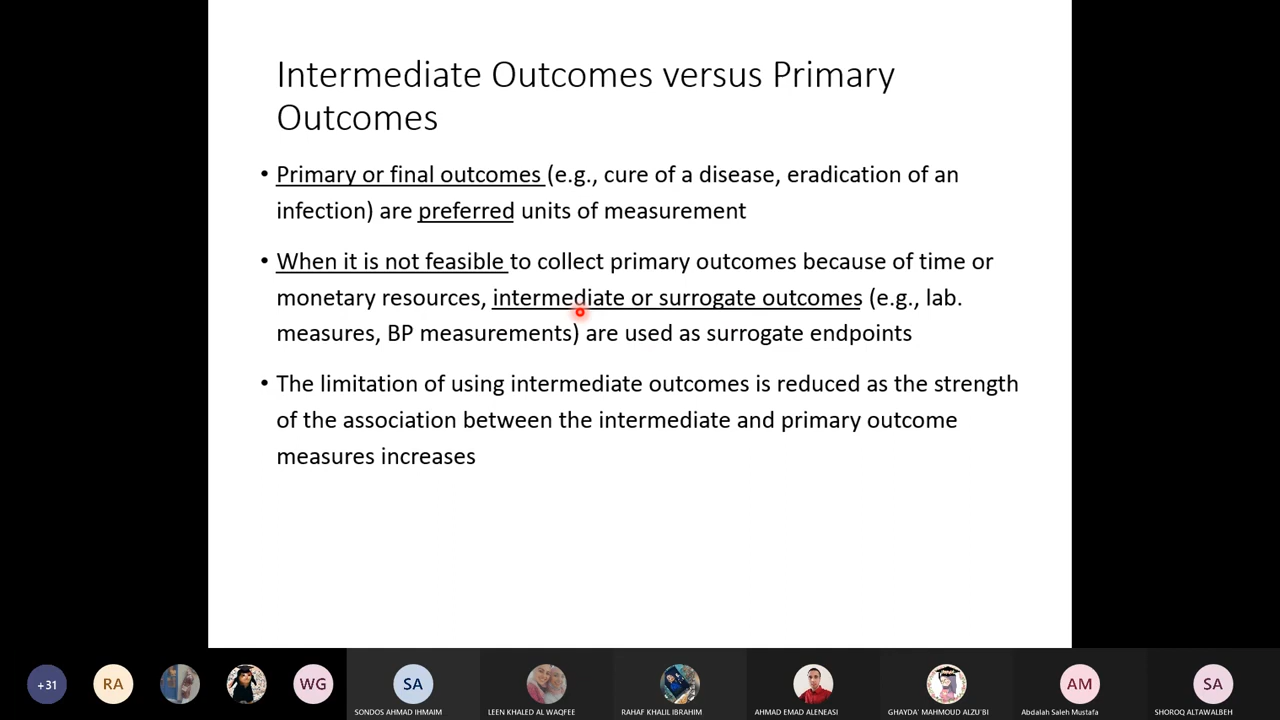 Intermediate Outcomes versus Primary
Outcomes
• Primary or final outcomes (e.g., cure of a disease, eradication of an
infection) are preferred units of measurement
• When it is not feasible to collect primary outcomes because of time or
monetary resources, intermediate or surrogate outcomes (e.g., lab.
measures, BP measurements) are used as surrogate endpoints
• The limitation of using intermediate outcomes is reduced as the strength
of the association between the intermediate and primary outcome
measures increases
+31
RA
WG
SA
AM
SA
SONDOS AHMAD IHMAIM
LEEN KHALED AL WAQFEE
RAHAF KHALIL IBRAHIM
AHMAD EMAD ALENEASI
GHAYDA' MAHMOUD ALZU'BI
Abdalah Saleh Mustafa
SHOROQ ALTAWALBEH